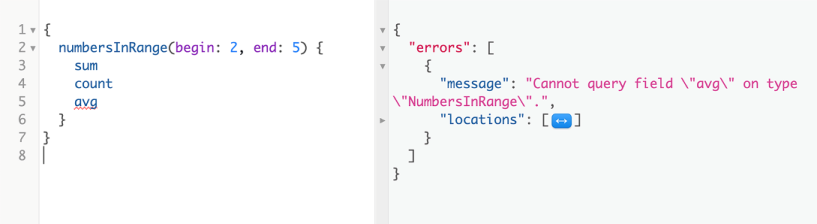 1 {
2 numbersInRange(begin: 2, end: 5) {
3 sum
4 count
5 avg
6 }
7 }
8
{
"errors": [
{
"message": "Cannot query field \"avg\" on type
\"NumbersInRange\".",
"locations": [↔]
}
]
}